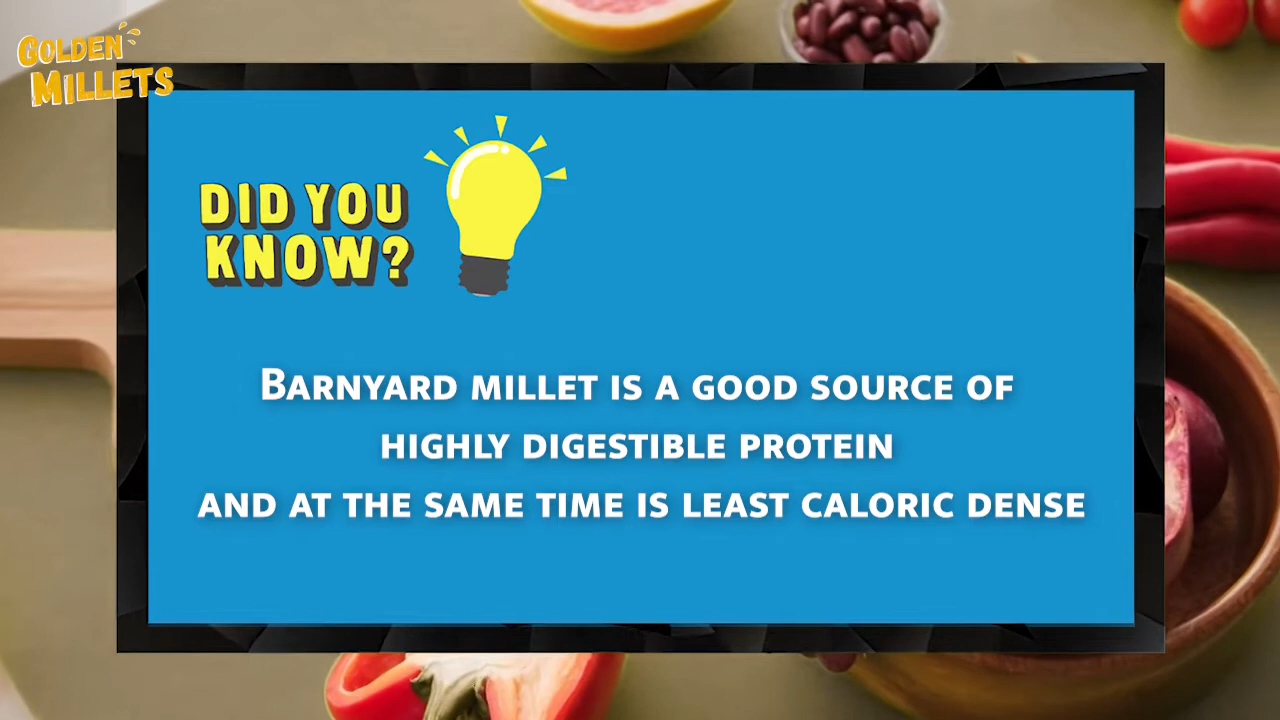 GOLDEN
MILLETS
DID YOU
KNOW?
BARNYARD MILLET IS A GOOD SOURCE OF
HIGHLY DIGESTIBLE PROTEIN
AND AT THE SAME TIME IS LEAST CALORIC DENSE